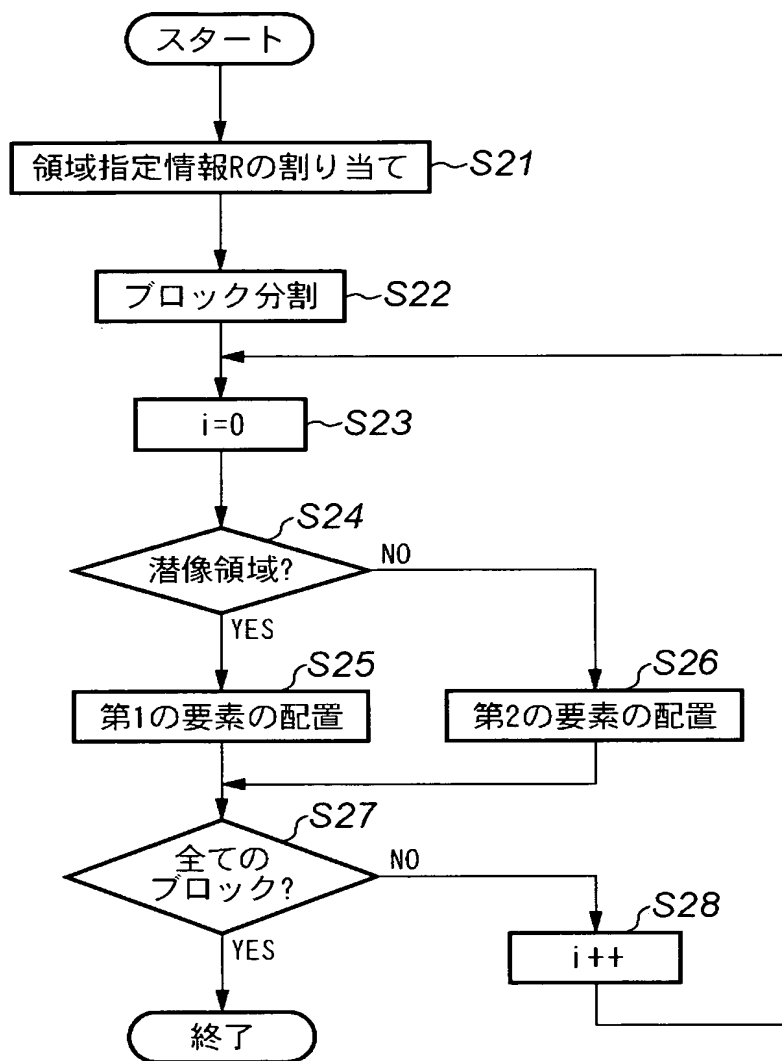 スタート
領域指定情報Rの割り当て
S21
ブロック分割
S22
i=0
S23
S24
潜像領域?
NO
YES
S25
第1の要素の配置
S26
第2の要素の配置
S27
全ての
ブロック?
NO
YES
S28
i++
終了